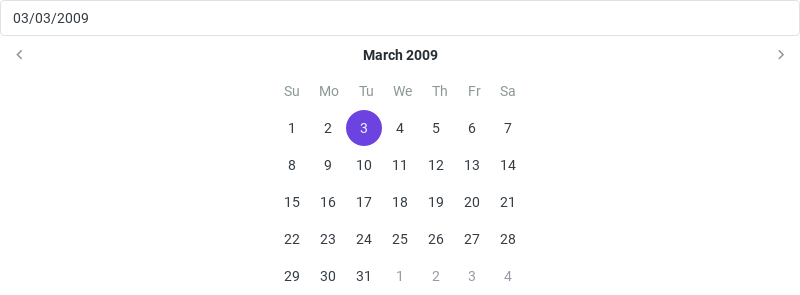 03/03/2009
March 2009
Su Mo Tu We Th Fr Sa
1 2 3 4 5 6 7
8 9 10 11 12 13 14
15 16 17 18 19 20 21
22 23 24 25 26 27 28
29 30 31 1 2 3 4